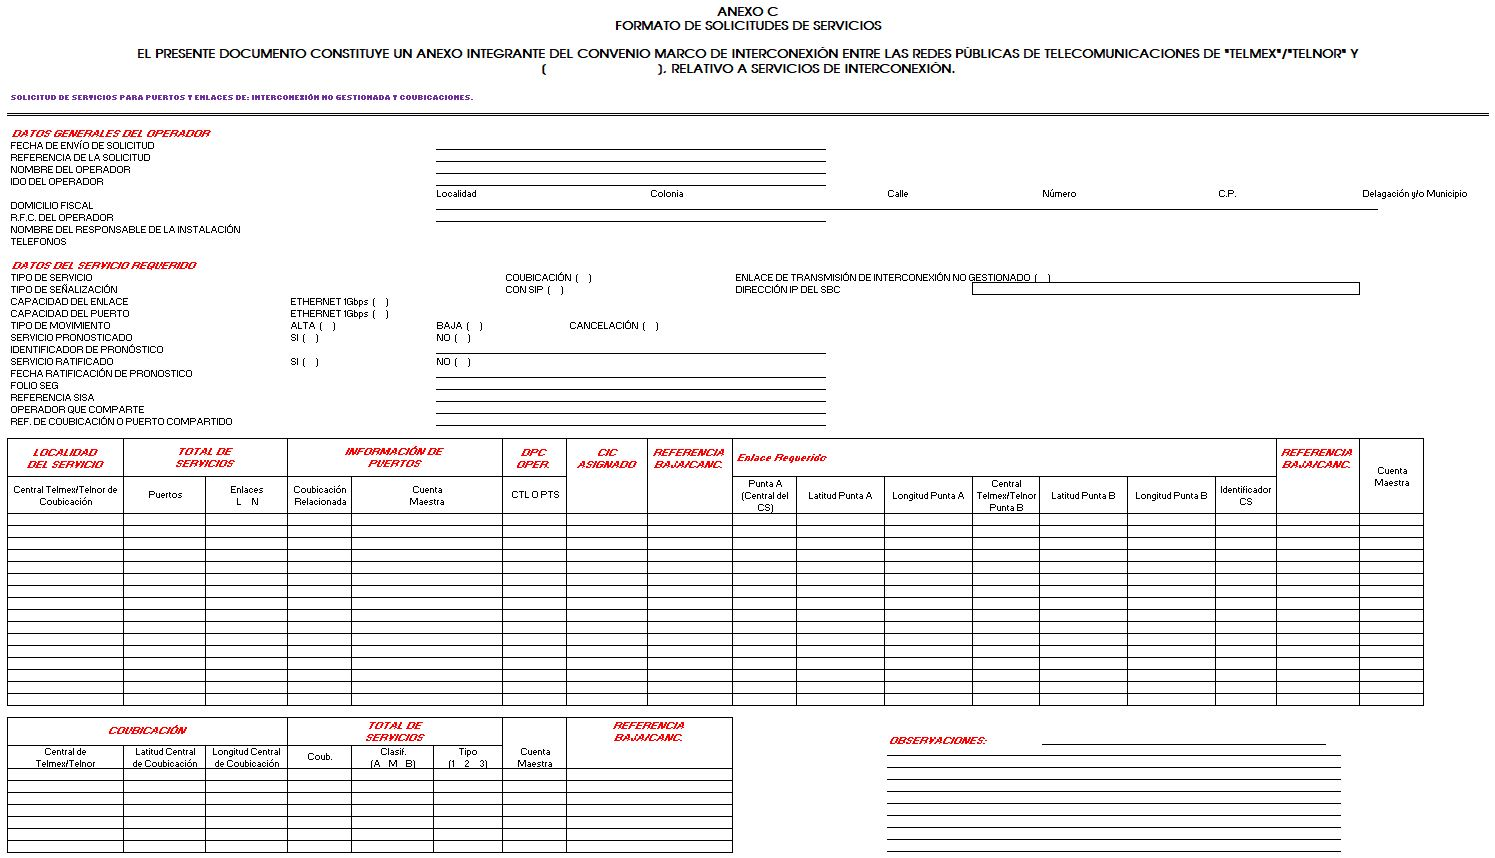 ANEXO C
FORMATO DE SOLICITUDES DE SERVICIOS
EL PRESENTE DOCUMENTO CONSTITUYE UN ANEXO INTEGRANTE DEL CONVENIO MARCO DE INTERCONEXIÓN ENTRE LAS REDES PÚBLICAS DE TELECOMUNICACIONES DE "TELMEX"/"TELNOR" Y
( ), RELATIVO A SERVICIOS DE INTERCONEXIÓN.
SOLICITUD DE SERVICIOS PARA PUERTOS Y ENLACES DE: INTERCONEXIÓN NO GESTIONADA Y COUBICACIONES.
DATOS GENERALES DEL OPERADOR
FECHA DE ENVÍO DE SOLICITUD
REFERENCIA DE LA SOLICITUD
NOMBRE DEL OPERADOR
IDO DEL OPERADOR
Localidad Colonia Calle Número C.P. Delagación y/o Municipio
DOMICILIO FISCAL
R.F.C. DEL OPERADOR
NOMBRE DEL RESPONSABLE DE LA INSTALACIÓN
TELEFONOS
DATOS DEL SERVICIO REQUERIDO
TIPO DE SERVICIO COUBICACIÓN ( ) ENLACE DE TRANSMISIÓN DE INTERCONEXIÓN NO GESTIONADO ( )
TIPO DE SEÑALIZACIÓN CON SIP ( ) DIRECCIÓN IP DEL SBC
CAPACIDAD DEL ENLACE ETHERNET 1Gbps ( )
CAPACIDAD DEL PUERTO ETHERNET 1Gbps ( )
TIPO DE MOVIMIENTO ALTA ( ) BAJA ( ) CANCELACIÓN ( )
SERVICIO PRONOSTICADO SI ( ) NO ( )
IDENTIFICADOR DE PRONÓSTICO
SERVICIO RATIFICADO SI ( ) NO ( )
FECHA RATIFICACIÓN DE PRONOSTICO
FOLIO SEG
REFERENCIA SISA
OPERADOR QUE COMPARTE
REF. DE COUBICACIÓN O PUERTO COMPARTIDO
LOCALIDAD DEL SERVICIO
TOTAL DE SERVICIOS
INFORMACIÓN DE PUERTOS
DPC OPER.
CIC ASIGNADO
REFERENCIA BAJA/CANC.
Enlace Requerido
REFERENCIA BAJA/CANC.
Cuenta Maestra
Central Telmex/Telnor de Coubicación
Puertos
Enlaces L N
Coubicación Relacionada
Cuenta Maestra
CTL O PTS
Punta A (Central del CS)
Latitud Punta A
Longitud Punta A
Central Telmex/Telnor Punta B
Latitud Punta B
Longitud Punta B
Identificador CS
COUBICACIÓN
TOTAL DE SERVICIOS
REFERENCIA BAJA/CANC.
Central de Telmex/Telnor
Latitud Central de Coubicación
Longitud Central de Coubicación
Coub.
Clasif. (A M B)
Tipo (1 2 3)
Cuenta Maestra
OBSERVACIONES: